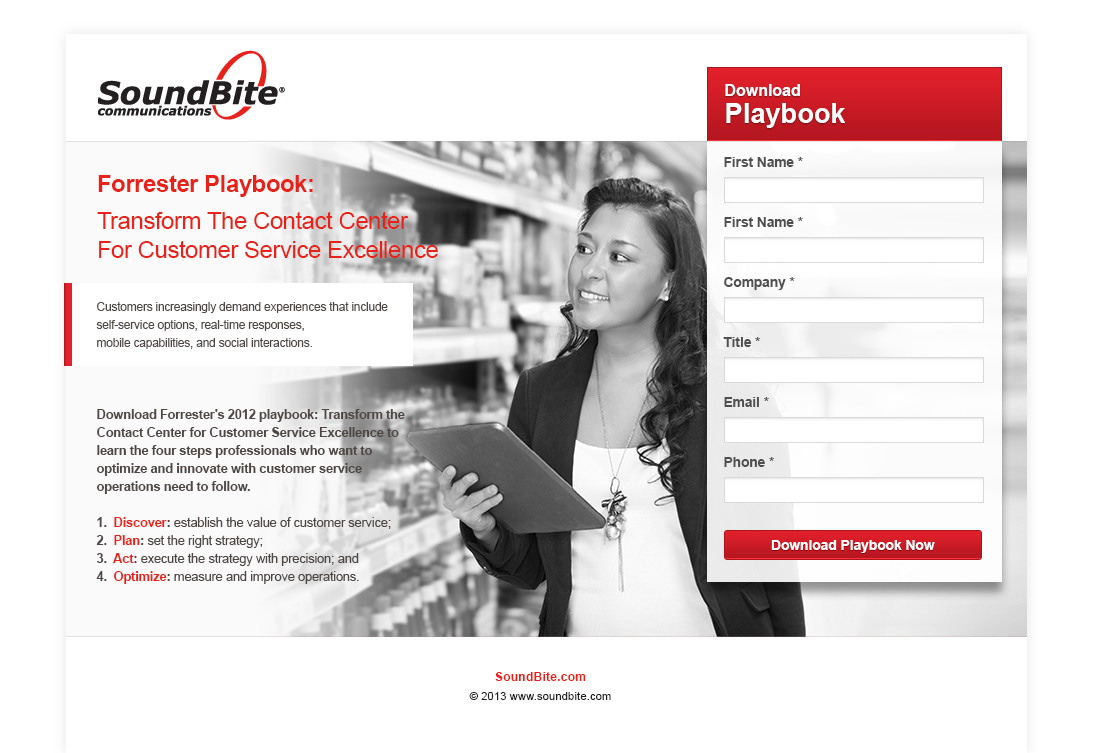 SoundBite®
communications
Download
Playbook
Forrester Playbook:
Transform The Contact Center
For Customer Service Excellence
Customers increasingly demand experiences that include
self-service options, real-time responses,
mobile capabilities, and social interactions.
Download Forrester's 2012 playbook: Transform the
Contact Center for Customer Service Excellence to
learn the four steps professionals who want to
optimize and innovate with customer service
operations need to follow.
1. Discover: establish the value of customer service;
2. Plan: set the right strategy;
3. Act: execute the strategy with precision; and
4. Optimize: measure and improve operations.
First Name *
First Name *
Company *
Title *
Email *
Phone *
Download Playbook Now
SoundBite.com
© 2013 www.soundbite.com